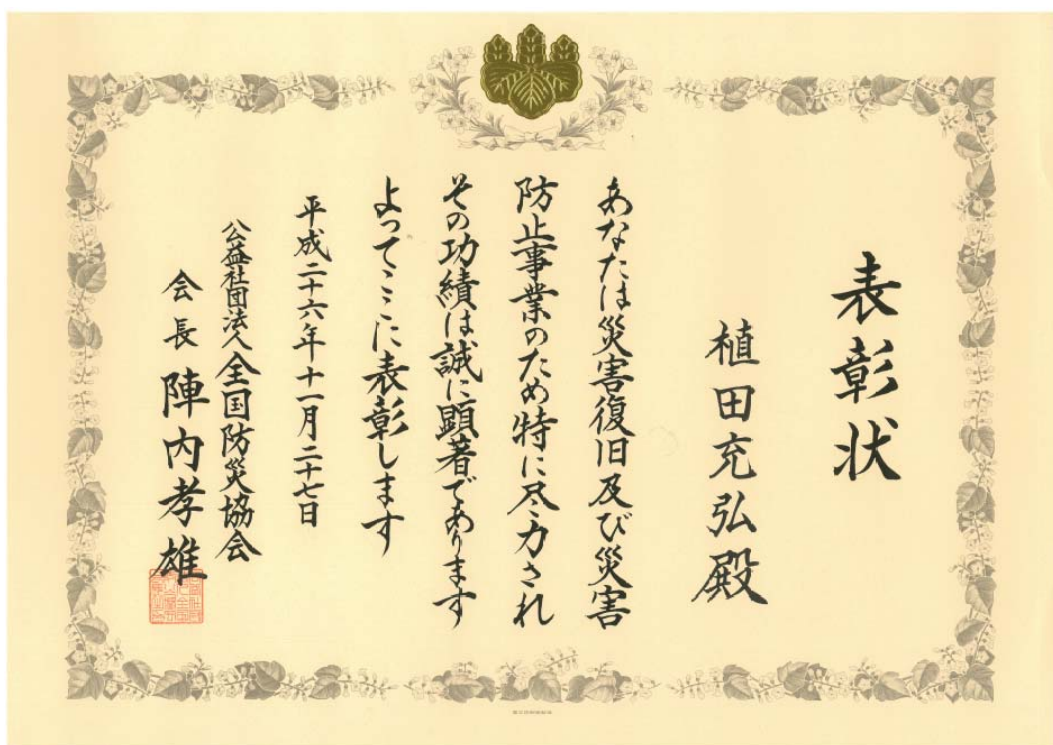 表彰状
植田充弘殿
あなたは災害復旧及び災害
防止事業のため特に尽力され
その功績は誠に顕著であります
よってここに表彰します
平成二十六年十一月二十七日
公益社団法人全国防災協会
会長 陣内孝雄